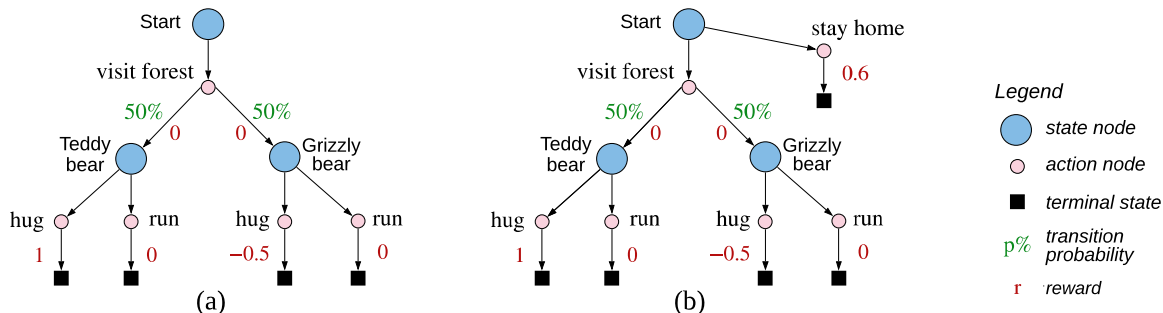 Start
visit forest
50%
50%
0
0
Teddy
bear
Grizzly
bear
hug
run
hug
run
1
0
−0.5
0
(a)
Start
stay home
visit forest
0.6
50%
50%
0
0
Teddy
bear
Grizzly
bear
hug
run
hug
run
1
0
−0.5
0
(b)
Legend
state node
action node
terminal state
p%
transition
probability
r
reward